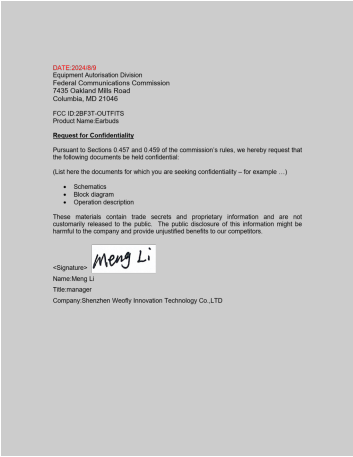 DATE:2024/8/9
Equipment Autorisation Division
Federal Communications Commission
7435 Oakland Mills Road
Columbia, MD 21046
FCC ID:2BF3T-OUTFITS
Product Name:Earbuds
Request for Confidentiality
Pursuant to Sections 0.457 and 0.459 of the commission's rules, we hereby request that
the following documents be held confidential:
(List here the documents for which you are seeking confidentiality – for example …)
• Schematics
• Block diagram
• Operation description
These materials contain trade secrets and proprietary information and are not
customarily released to the public. The public disclosure of this information might be
harmful to the company and provide unjustified benefits to our competitors.
<Signature> Meng Li
Name:Meng Li
Title:manager
Company:Shenzhen Weofly Innovation Technology Co.,LTD